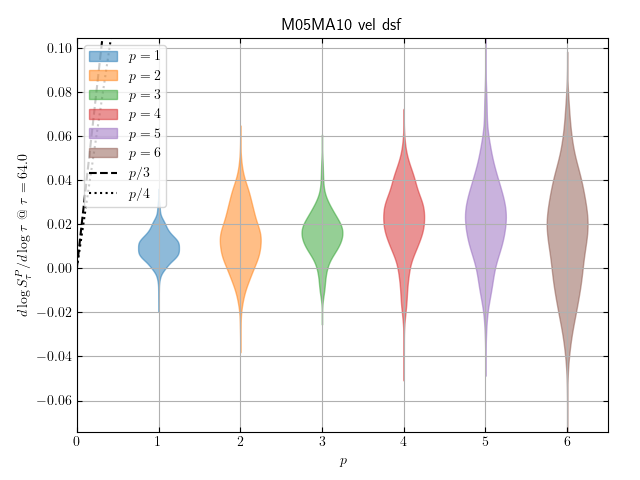 M05MA10 vel dsf
d log S_τ^P / d log τ @ τ = 64.0
0.10
0.08
0.06
0.04
0.02
0.00
−0.02
−0.04
−0.06
p = 1
p = 2
p = 3
p = 4
p = 5
p = 6
p/3
p/4
0 1 2 3 4 5 6
p